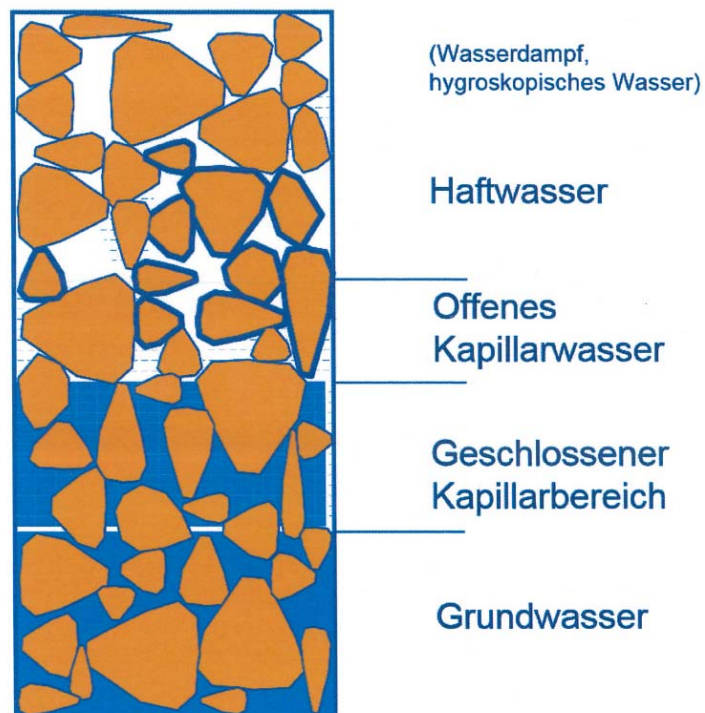 (Wasserdampf,
hygroskopisches Wasser)
Haftwasser
Offenes
Kapillarwasser
Geschlossener
Kapillarbereich
Grundwasser